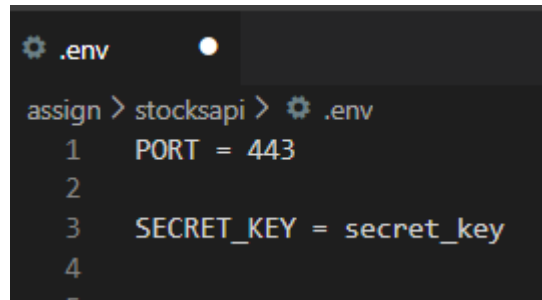 .env
assign > stocksapi > .env
1 PORT = 443
2
3 SECRET_KEY = secret_key
4